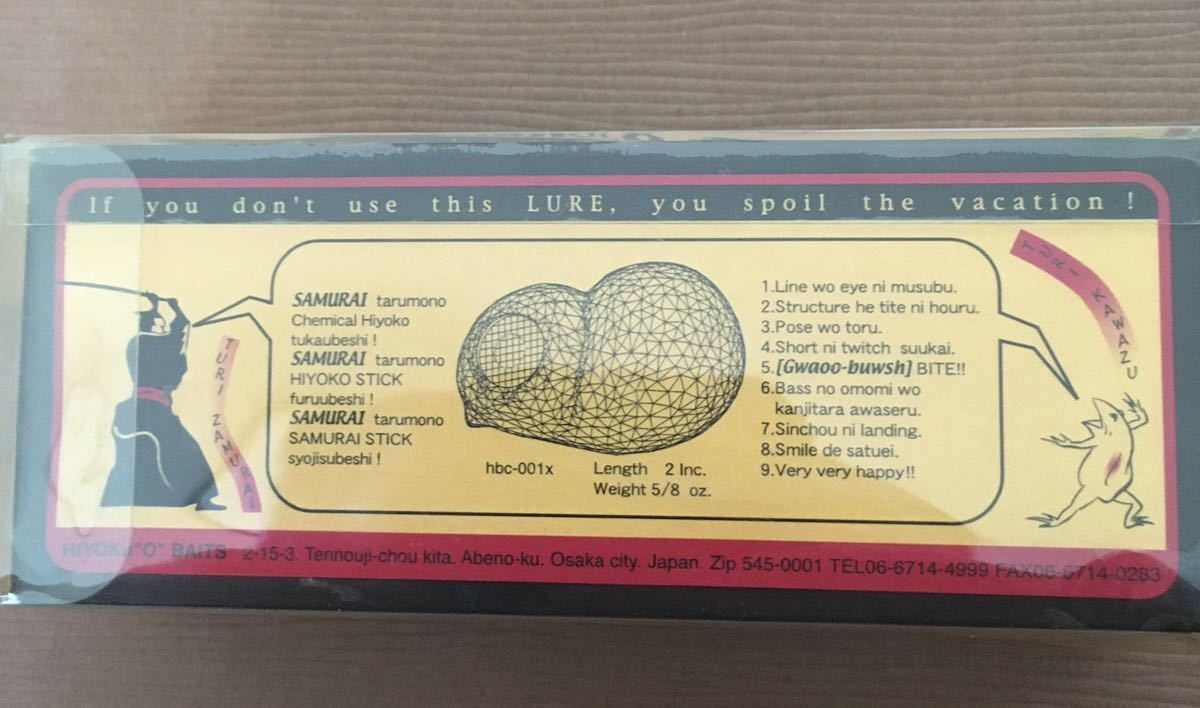 If you don't use this LURE, you spoil the vacation !
SAMURAI tarumono
Chemical Hiyoko
tukaubeshi !
SAMURAI tarumono
HIYOKO STICK
furuubeshi !
SAMURAI tarumono
SAMURAI STICK
syojisubeshi !
TURI ZAMURAI
hbc-001x Length 2 Inc.
Weight 5/8 oz.
1.Line wo eye ni musubu.
2.Structure he tite ni houru.
3.Pose wo toru.
4.Short ni twitch suukai.
5.[Gwaoo-buwsh] BITE!!
6.Bass no omomi wo
kanjitara awaseru.
7.Sinchou ni landing.
8.Smile de satuei.
9.Very very happy!!
TURI KAWAZU
HIYOKu"O" BAITS 2-15-3. Tennouji-chou kita. Abeno-ku. Osaka city. Japan. Zip 545-0001 TEL06-6714-4999 FAX06-6714-0283